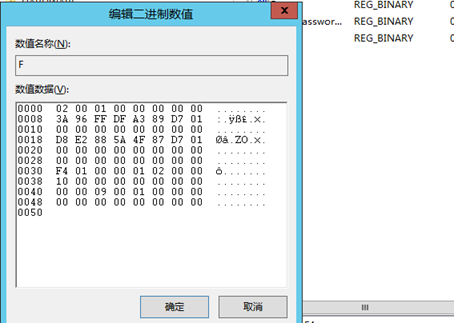 编辑二进制数值
x
REG_BINARY
asswor...
REG_BINARY
REG_BINARY
数值名称(N):
F
数值数据(V):
0000 02 00 01 00 00 00 00 00 ........
0008 3A 96 FF DF A3 89 D7 01 :.ÿß£.×.
0010 00 00 00 00 00 00 00 00 ........
0018 D8 E2 88 5A 4F 87 D7 01 Øâ.ZO.×.
0020 00 00 00 00 00 00 00 00 ........
0028 00 00 00 00 00 00 00 00 ........
0030 F4 01 00 00 01 02 00 00 ô.......
0038 10 00 00 00 00 00 00 00 ........
0040 00 00 09 00 01 00 00 00 ........
0048 00 00 00 00 00 00 00 00 ........
0050
确定
取消